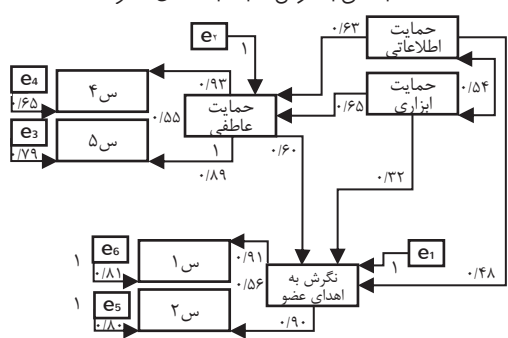 ۰/۶۳
حمایت
اطلاعاتی
e۲
۱
e4
۰/۶۵
س۴
۰/۹۳
حمایت
عاطفی
۰/۶۵
حمایت
ابزاری
۰/۵۴
۰/۵۵
e3
۰/۷۹
س۵
۱
۰/۸۹
۰/۶۰
۰/۳۲
۱
e6
۰/۸۱
س۱
۰/۹۱
نگرش به
اهدای عضو
e۱
۱
۰/۴۸
۰/۵۶
۱
e5
۰/۸۰
س۲
۰/۹۰